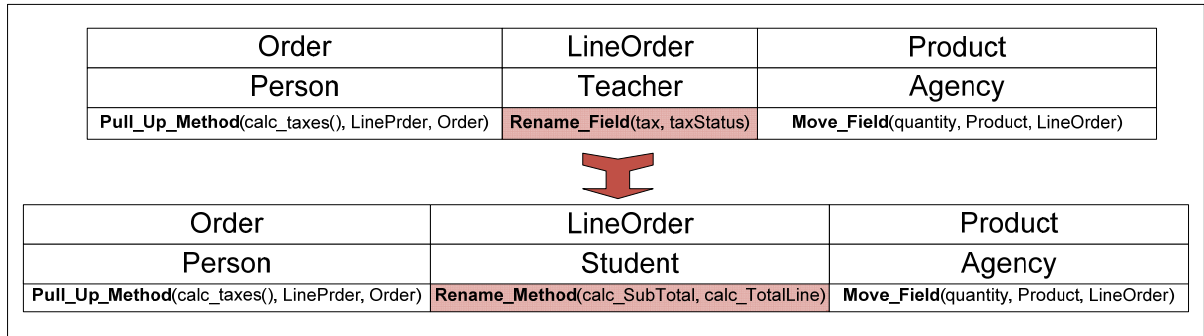 Order LineOrder Product
Person Teacher Agency
Pull_Up_Method(calc_taxes(), LinePrder, Order) Rename_Field(tax, taxStatus) Move_Field(quantity, Product, LineOrder)
Order LineOrder Product
Person Student Agency
Pull_Up_Method(calc_taxes(), LinePrder, Order) Rename_Method(calc_SubTotal, calc_TotalLine) Move_Field(quantity, Product, LineOrder)